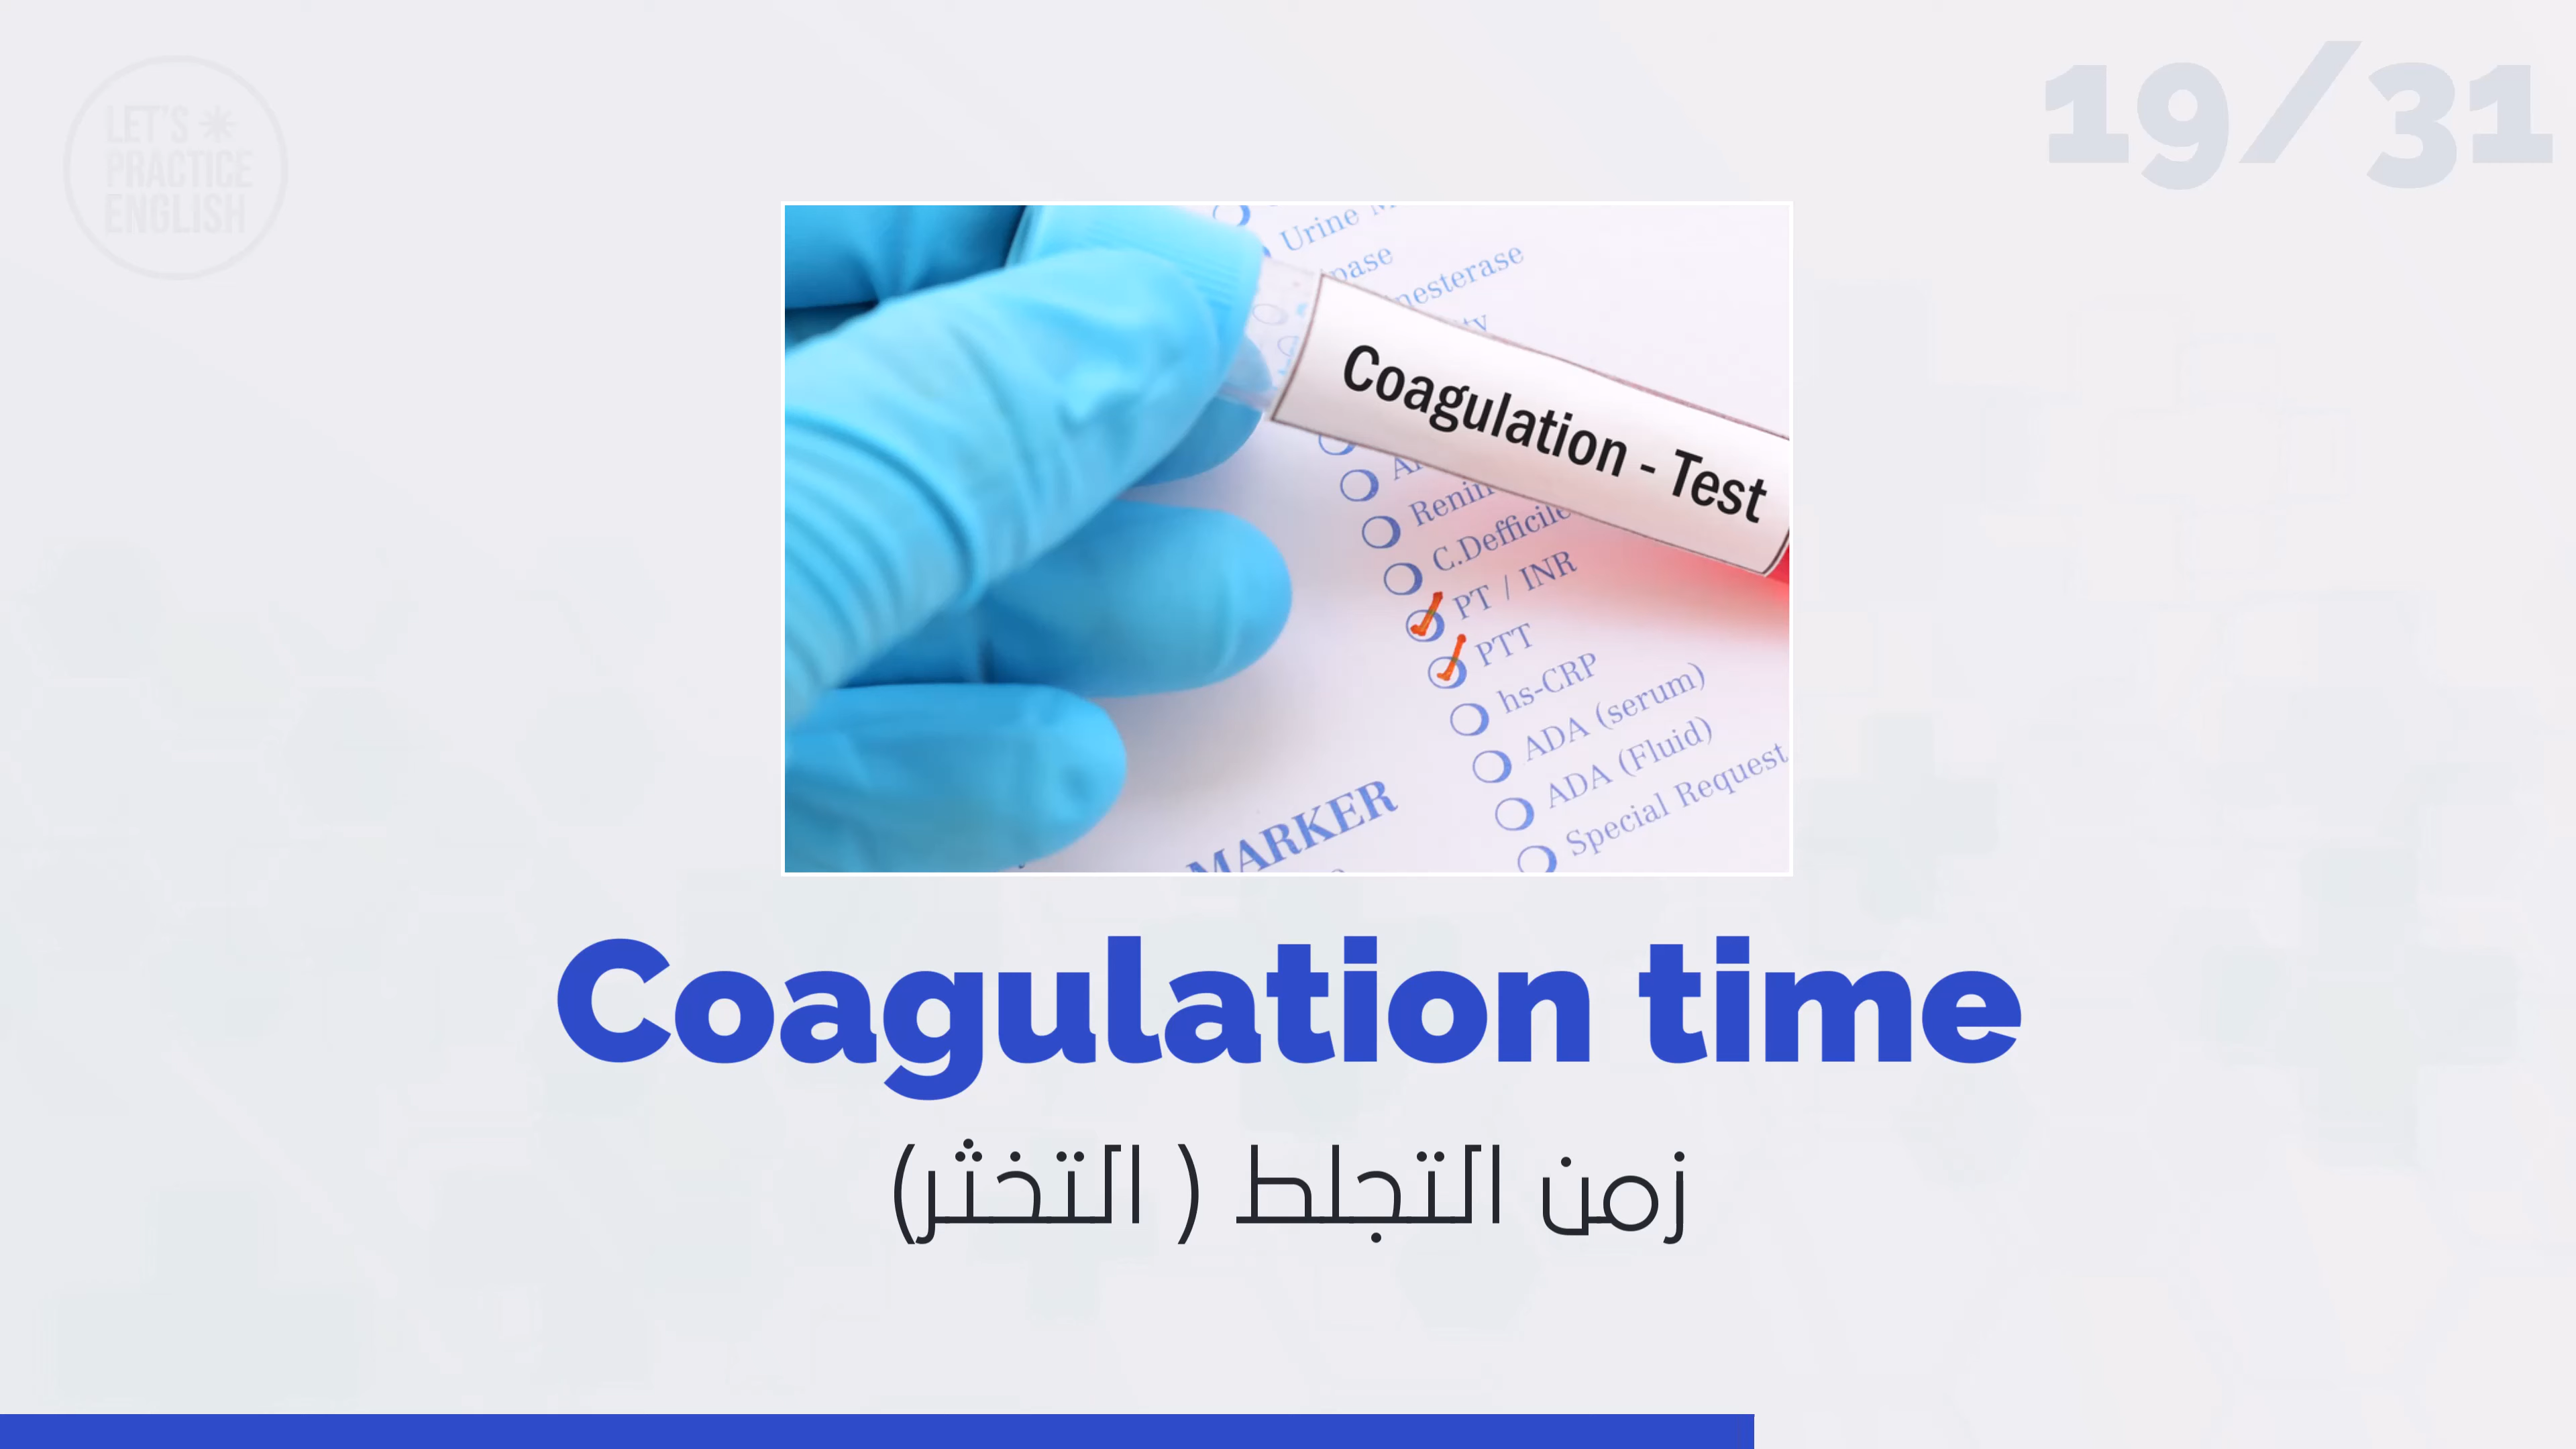 LET'S
PRACTICE
ENGLISH
19/31
Urine
Coagulation - Test
Renin
C.Defficile
PT / INR
PTT
hs-CRP
ADA (serum)
ADA (Fluid)
Special Request
MARKER
Coagulation time
زمن التجلط ( التخثر)